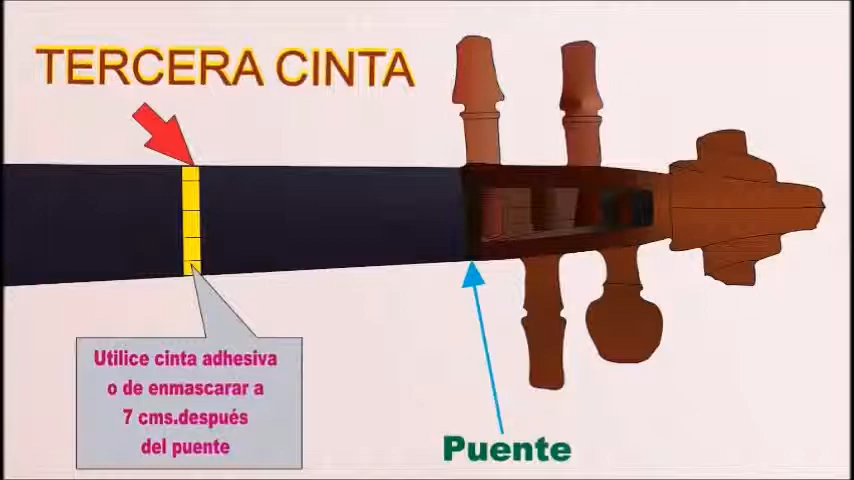 TERCERA CINTA
Utilice cinta adhesiva
o de enmascarar a
7 cms.después
del puente
Puente